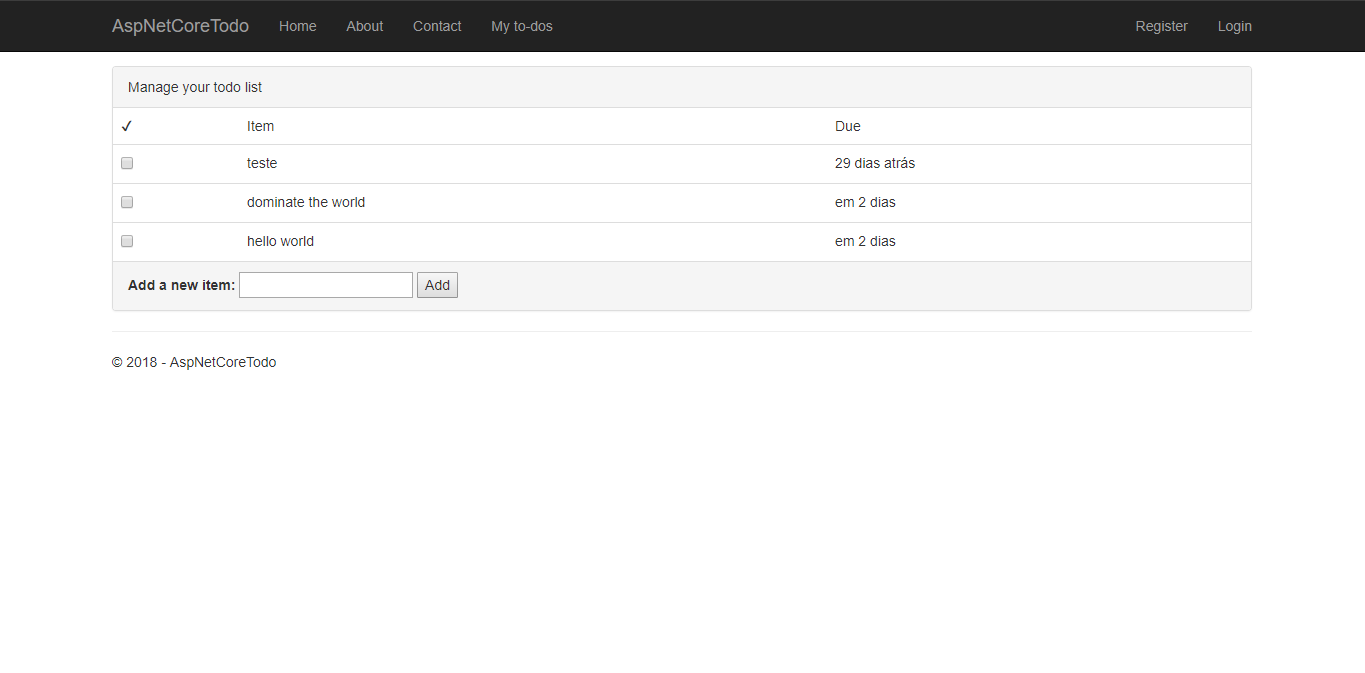 AspNetCoreTodo Home About Contact My to-dos Register Login
Manage your todo list
✓ Item Due
teste 29 dias atrás
dominate the world em 2 dias
hello world em 2 dias
Add a new item: Add
© 2018 - AspNetCoreTodo